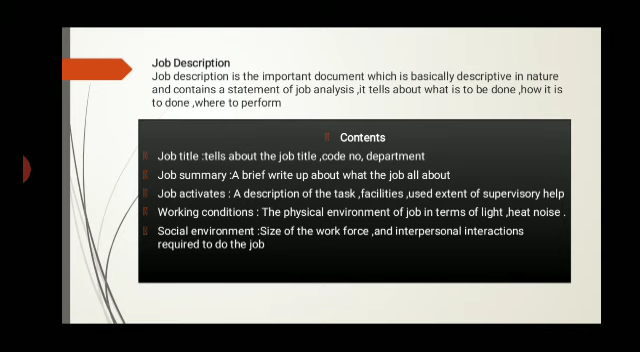 Job Description
Job description is the important document which is basically descriptive in nature
and contains a statement of job analysis ,it tells about what is to be done ,how it is
to done ,where to perform
Contents
Job title :tells about the job title ,code no, department
Job summary :A brief write up about what the job all about
Job activates : A description of the task ,facilities ,used extent of supervisory help
Working conditions : The physical environment of job in terms of light ,heat noise .
Social environment :Size of the work force ,and interpersonal interactions
required to do the job